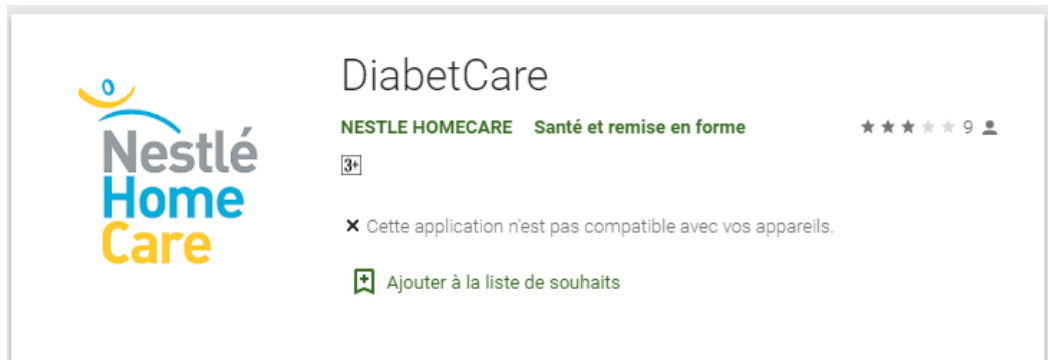 Nestlé
Home
Care
DiabetCare
NESTLE HOMECARE Santé et remise en forme 9
3+
Cette application n'est pas compatible avec vos appareils.
Ajouter à la liste de souhaits